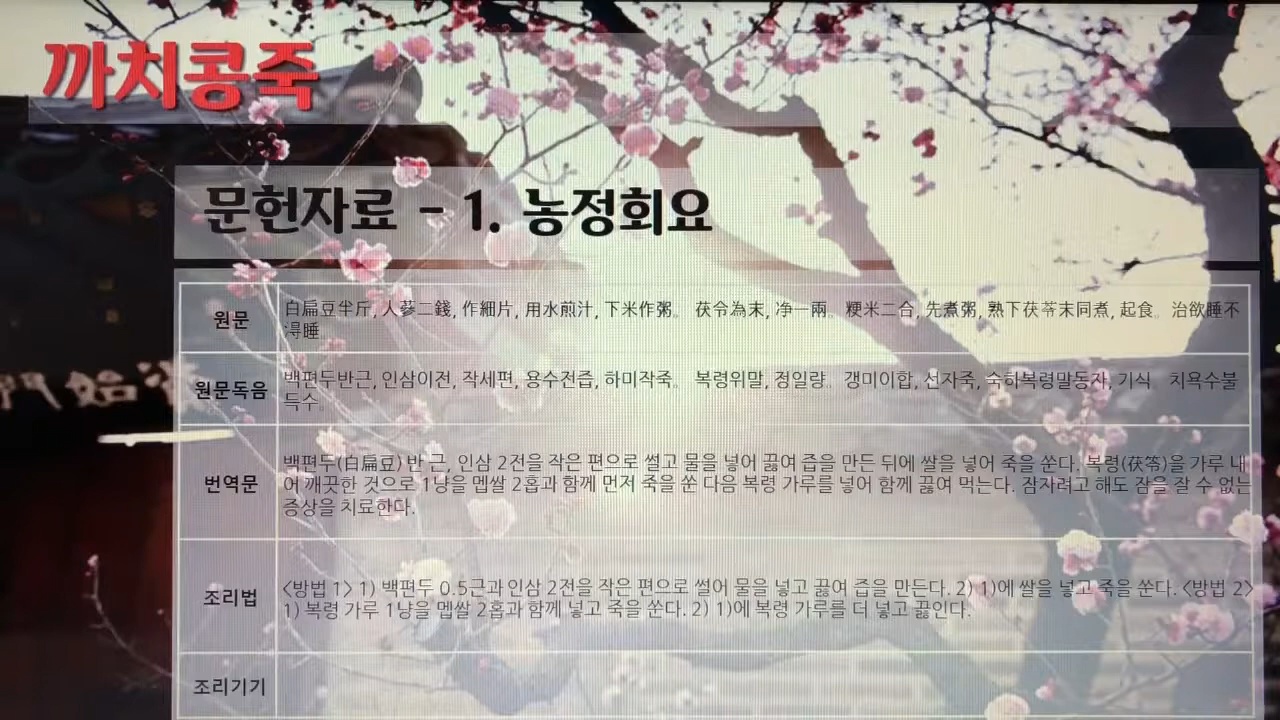 까치콩죽
문헌자료 - 1. 농정회요
원문
白扁豆半斤, 人蔘二錢, 作細片, 用水煎汁, 下米作粥。 茯令為末, 净一兩。 粳米二合, 先煮粥, 熟下茯苓末同煮, 起食。 治欲睡不
淂睡
원문독음
백편두반근, 인삼이전, 작세편, 용수전즙, 하미작죽。 복령위말, 정일량。 갱미이합, 선자죽, 숙하복령말동자, 기식 치욕수불
득수
번역문
백편두(白扁豆) 반 근, 인삼 2전을 작은 편으로 썰고 물을 넣어 끓여 즙을 만든 뒤에 쌀을 넣어 죽을 쑨다. 복령(茯笭)을 가루 내
어 깨끗한 것으로 1냥을 멥쌀 2홉과 함께 먼저 죽을 쑨 다음 복령 가루를 넣어 함께 끓여 먹는다. 잠자려고 해도 잠을 잘 수 없는
증상을 치료한다.
조리법
〈방법 1〉 1) 백편두 0.5근과 인삼 2전을 작은 편으로 썰어 물을 넣고 끓여 즙을 만든다. 2) 1)에 쌀을 넣고 죽을 쑨다. 〈방법 2〉
1) 복령 가루 1냥을 멥쌀 2홉과 함께 넣고 죽을 쑨다. 2) 1)에 복령 가루를 더 넣고 끓인다.
조리기기